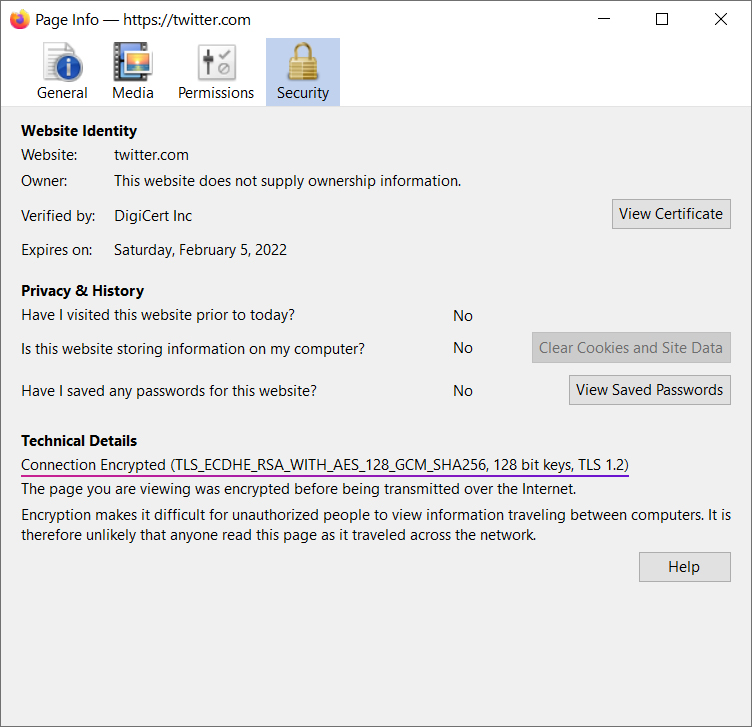 Page Info — https://twitter.com
General Media Permissions Security
Website Identity
Website: twitter.com
Owner: This website does not supply ownership information.
Verified by: DigiCert Inc View Certificate
Expires on: Saturday, February 5, 2022
Privacy & History
Have I visited this website prior to today? No
Is this website storing information on my computer? No Clear Cookies and Site Data
Have I saved any passwords for this website? No View Saved Passwords
Technical Details
Connection Encrypted (TLS_ECDHE_RSA_WITH_AES_128_GCM_SHA256, 128 bit keys, TLS 1.2)
The page you are viewing was encrypted before being transmitted over the Internet.
Encryption makes it difficult for unauthorized people to view information traveling between computers. It is
therefore unlikely that anyone read this page as it traveled across the network.
Help